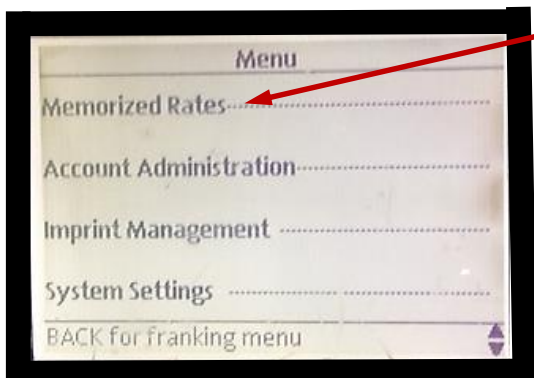 Menu
Memorized Rates
Account Administration
Imprint Management
System Settings
BACK for franking menu